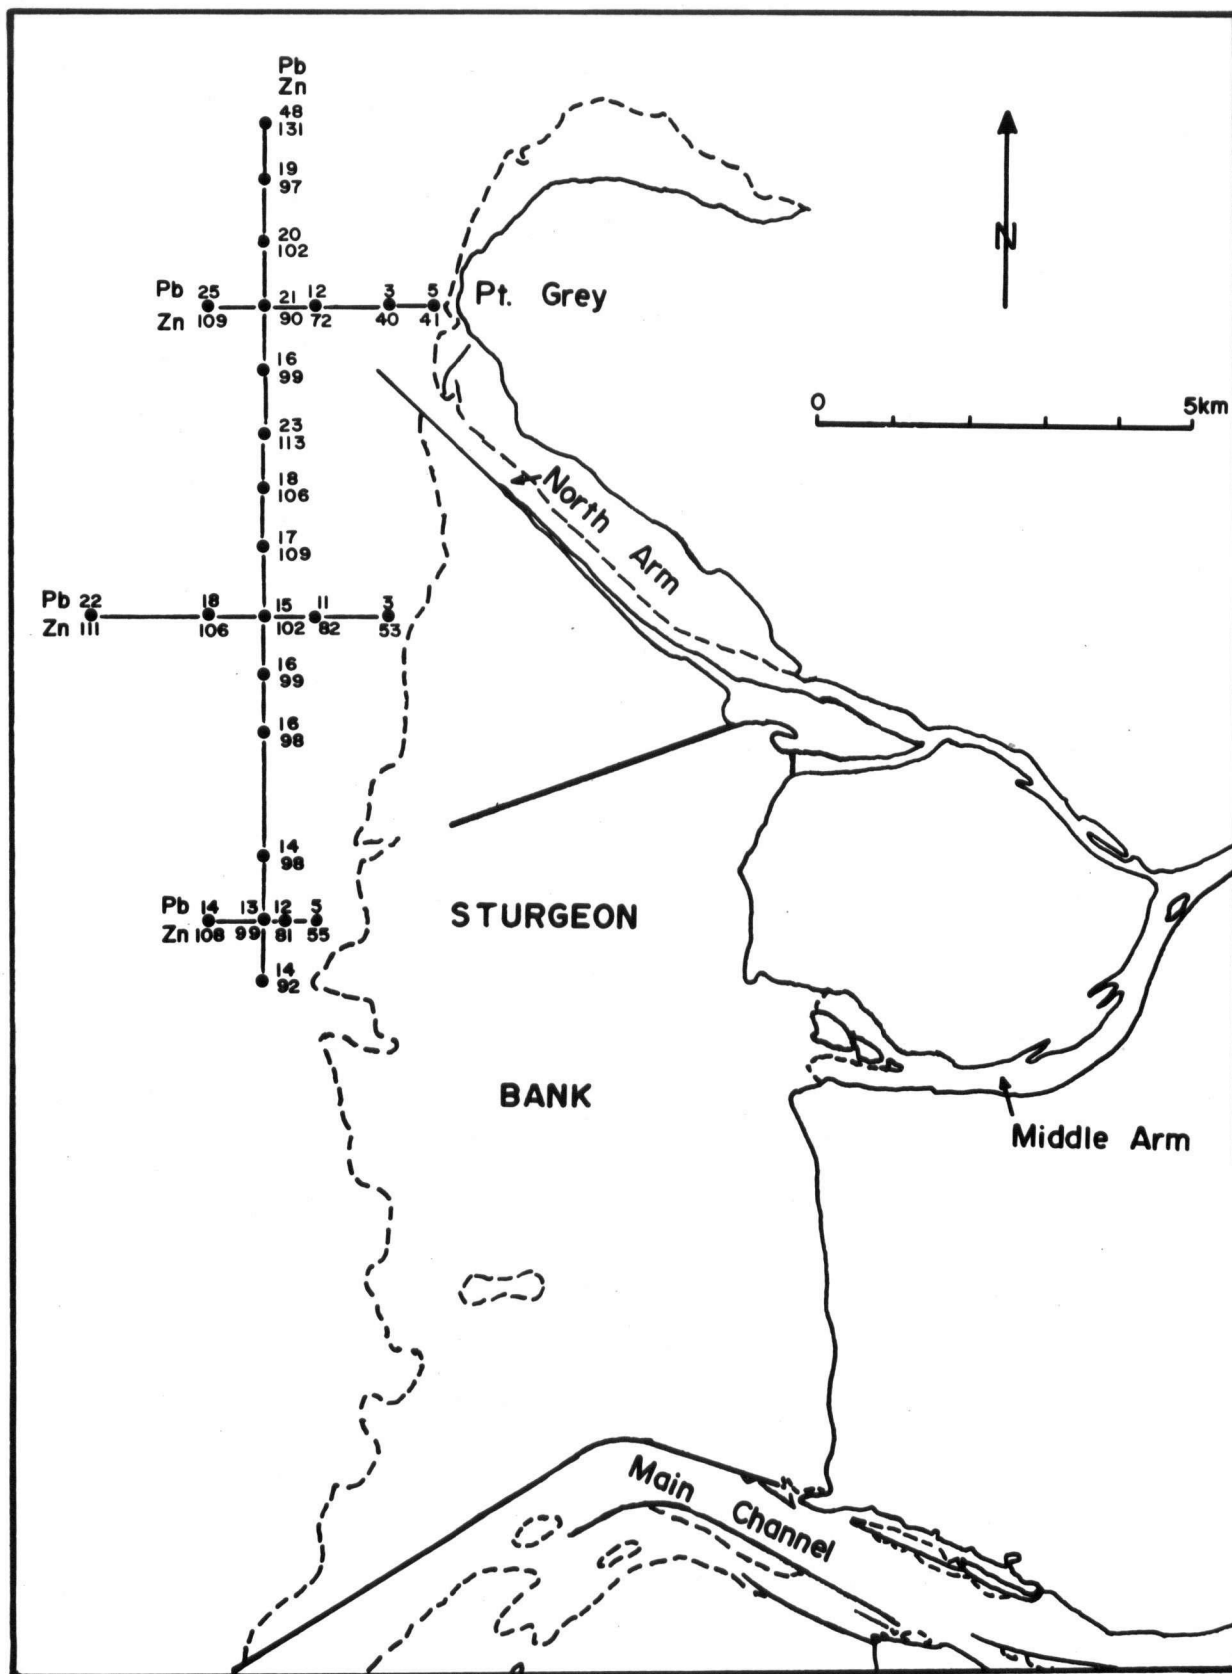 Pb
Zn
48
131
19
97
20
102
Pb 25 21 12 3 5
Zn 109 90 72 40 41
Pt. Grey
N
16
99
0 5km
23
113
18
106
North Arm
17
109
Pb 22 18 15 11 3
Zn 111 106 102 82 53
16
99
16
98
14
98
Pb 14 13 12 5
Zn 108 99 81 55
STURGEON
14
92
BANK
Middle Arm
Main Channel